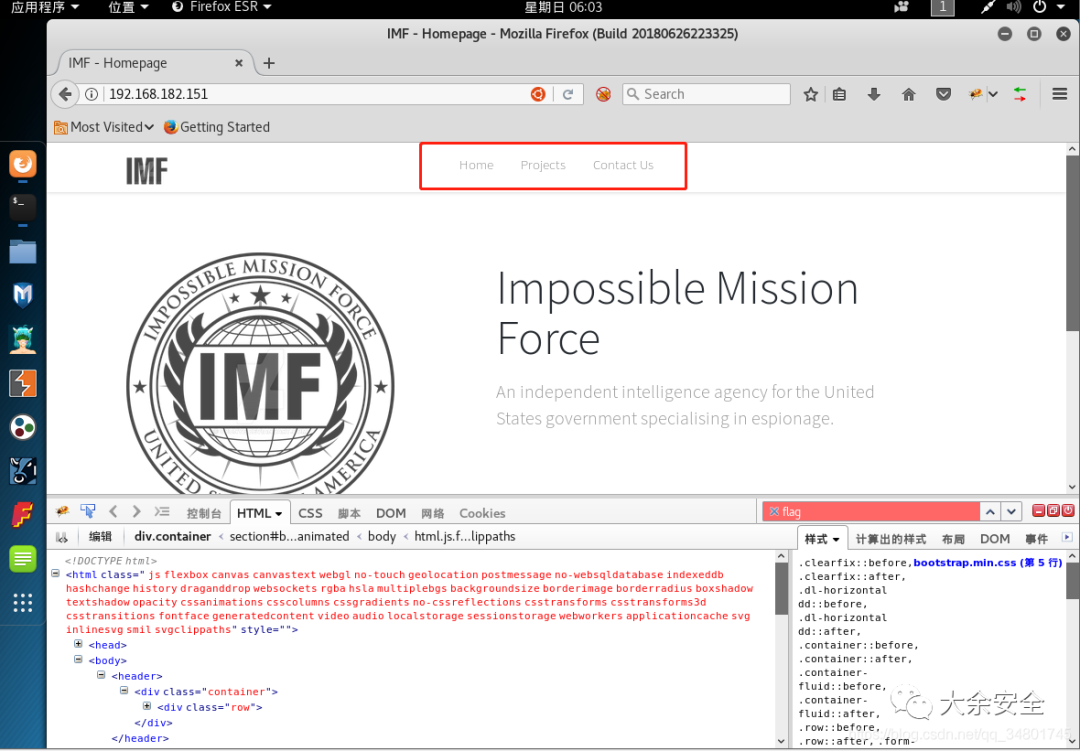 应用程序 位置 Firefox ESR 星期日 06:03 1
IMF - Homepage - Mozilla Firefox (Build 20180626223325)
IMF - Homepage
192.168.182.151 Search
Most Visited Getting Started
IMF Home Projects Contact Us
IMPOSSIBLE MISSION FORCE
IMF
Impossible Mission
Force
An independent intelligence agency for the United
States government specialising in espionage.
控制台 HTML CSS 脚本 DOM 网络 Cookies flag
编辑 div.container < section#b...animated < body < html.js.f...lippaths
样式 计算出的样式 布局 DOM 事件
<!DOCTYPE html>
<html class=" js flexbox canvas canvastext webgl no-touch geolocation postmessage no-websqldatabase indexeddb
hashchange history draganddrop websockets rgba hsla multiplebgs backgroundsize borderimage borderradius boxshadow
textshadow opacity cssanimations csscolumns cssgradients no-cssreflections csstransforms csstransforms3d
csstransitions fontface generatedcontent video audio localstorage sessionstorage webworkers applicationcache svg
inlinesvg smil svgclippaths" style="">
<head>
<body>
<header>
<div class="container">
<div class="row">
</div>
</header>
.clearfix::before, bootstrap.min.css (第 5 行)
.clearfix::after,
.dl-horizontal
dd::before,
.dl-horizontal
dd::after,
.container::before,
.container::after,
.container-
fluid::before,
.container-
fluid::after,
.row::before,
.row::after, .form-
大余安全
https://blog.csdn.net/qq_34801745